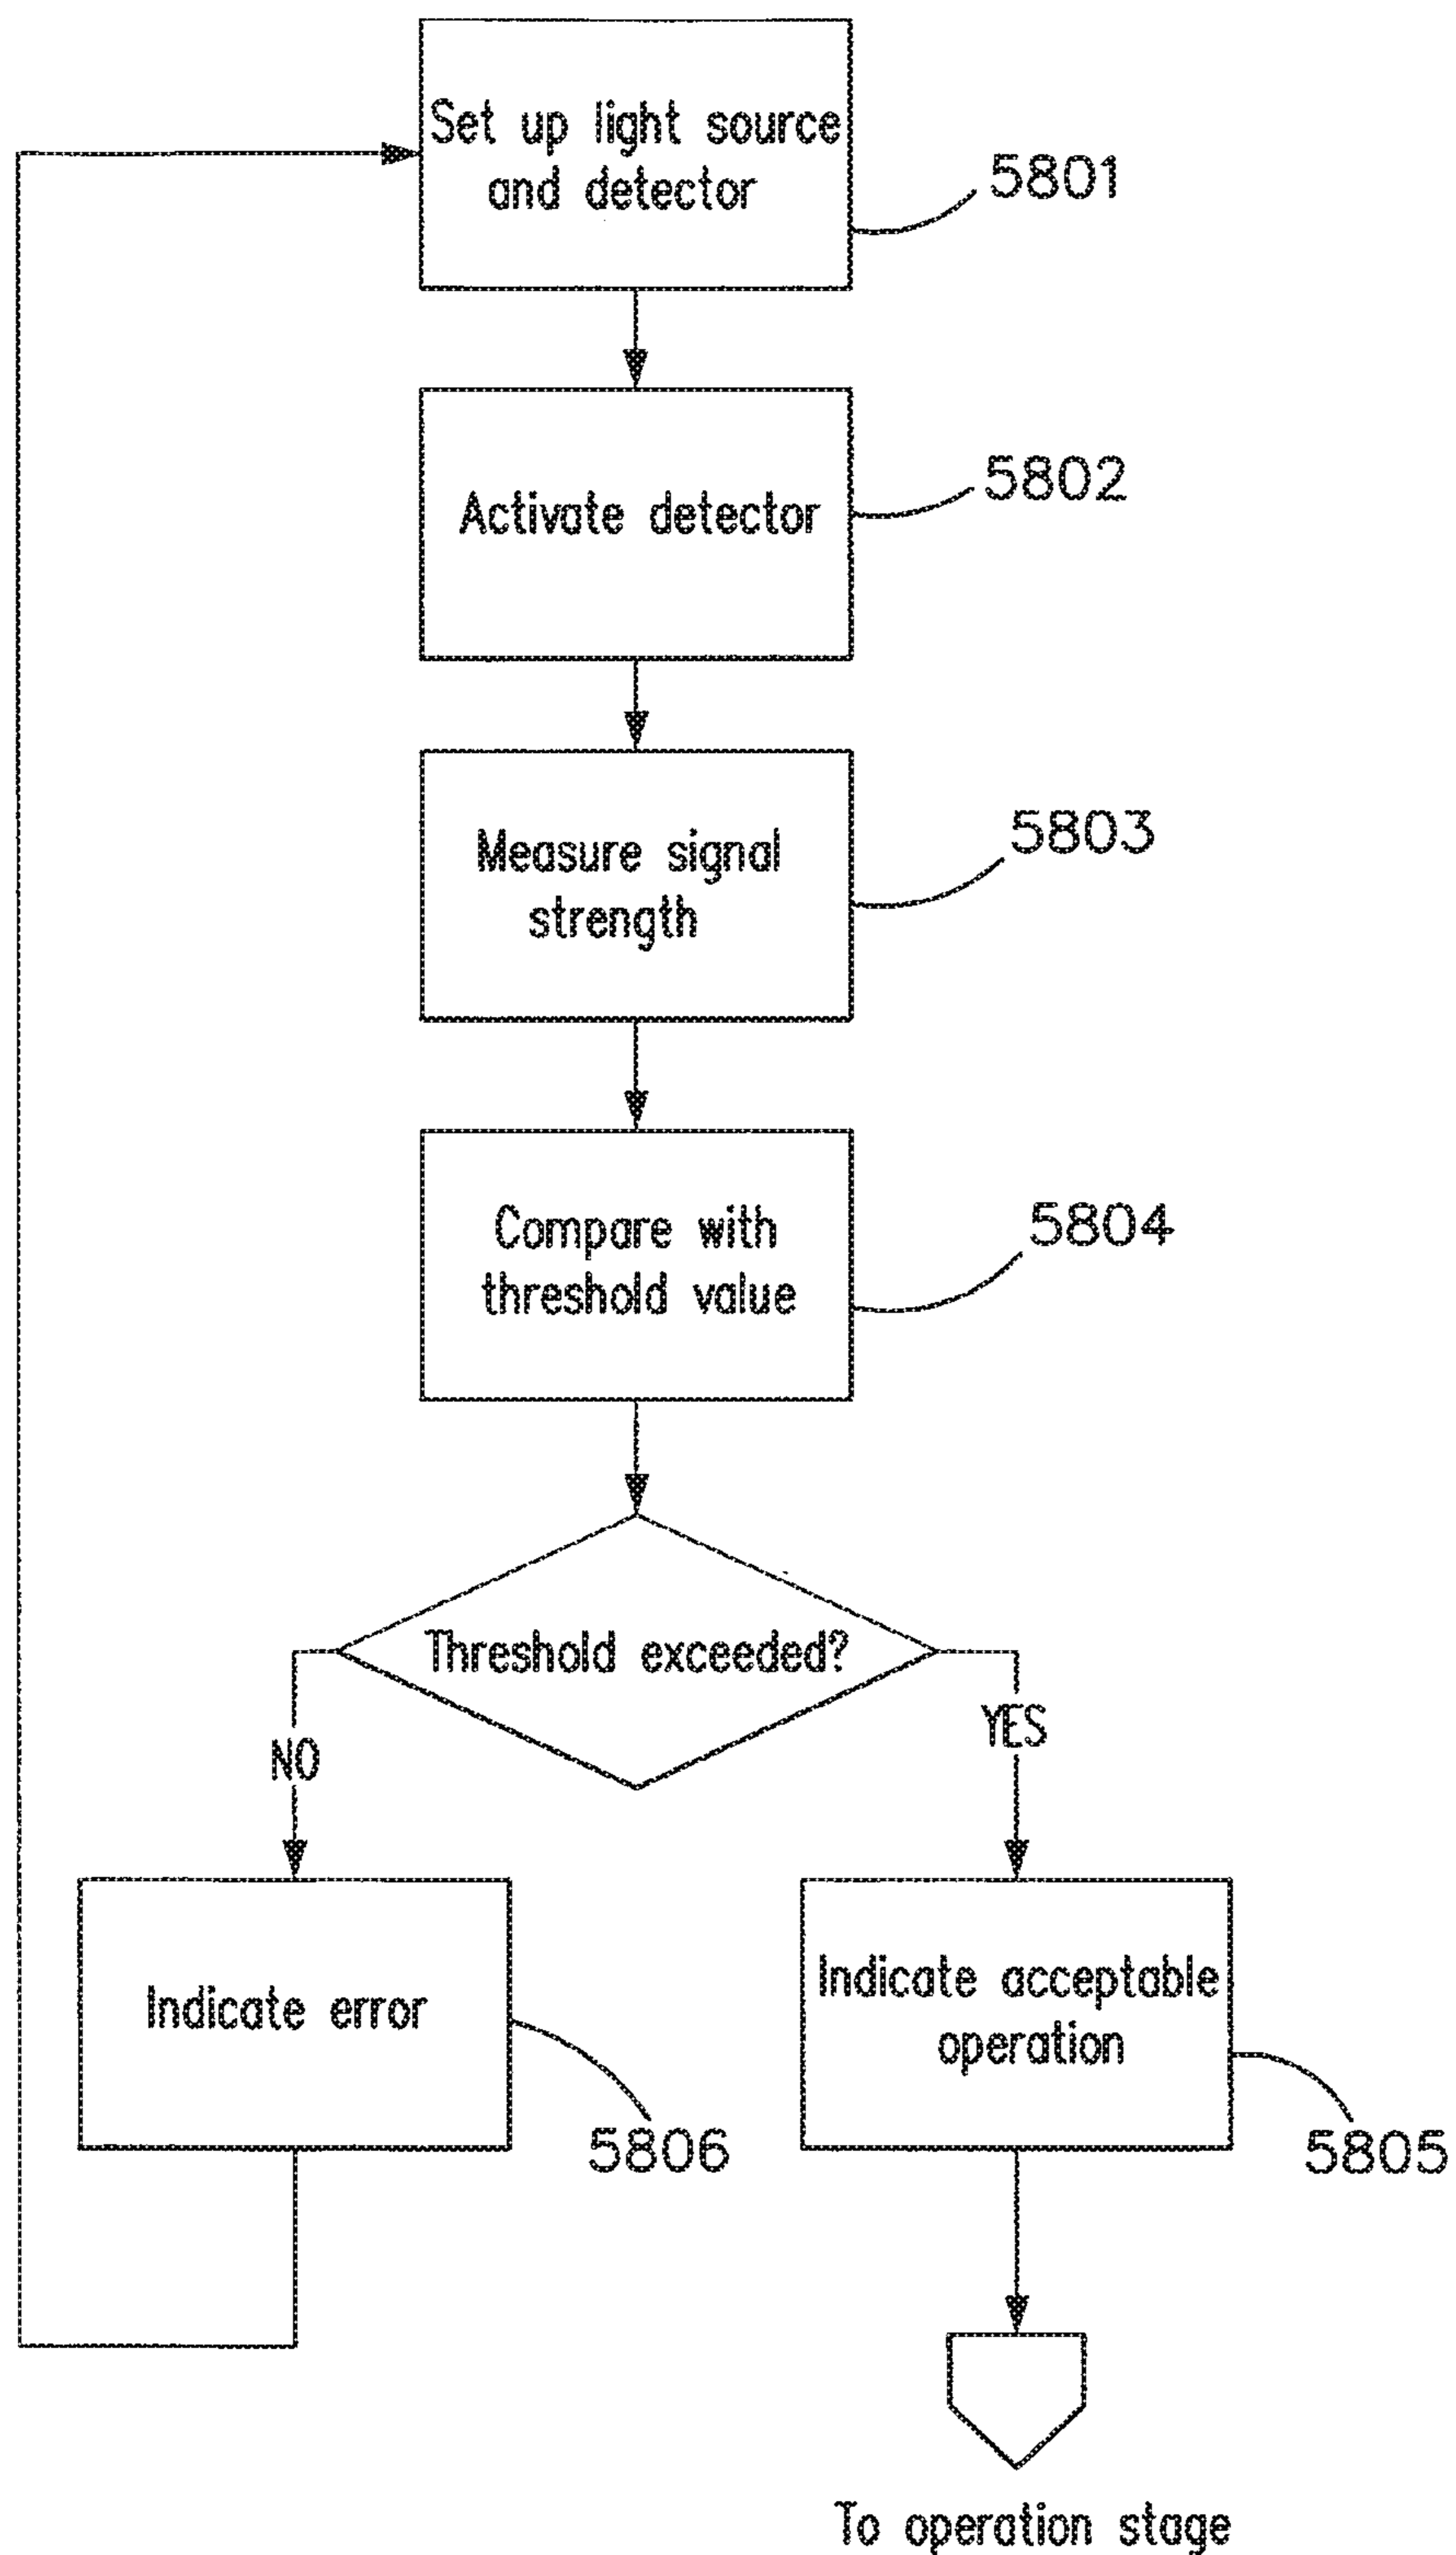 Set up light source
and detector
5801
Activate detector
5802
Measure signal
strength
5803
Compare with
threshold value
5804
Threshold exceeded?
NO
YES
Indicate error
5806
Indicate acceptable
operation
5805
To operation stage